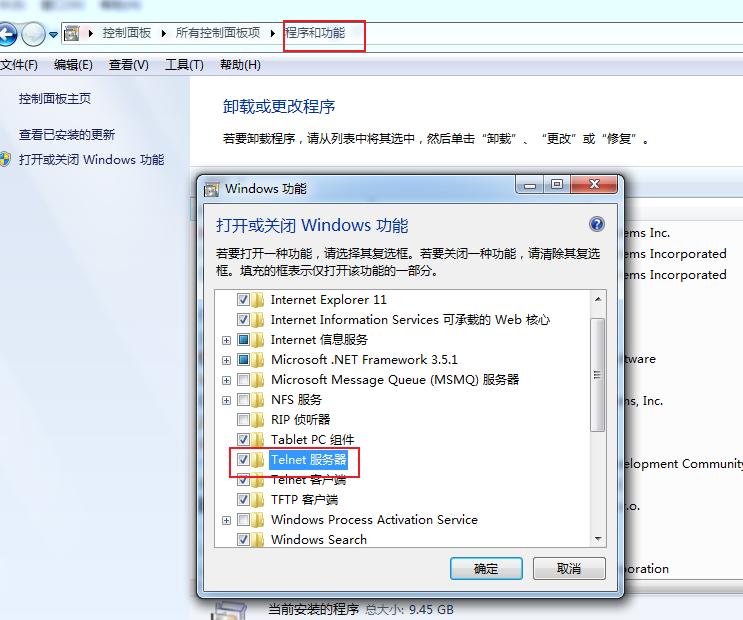 控制面板 所有控制面板项 程序和功能
文件(F) 编辑(E) 查看(V) 工具(T) 帮助(H)
控制面板主页
查看已安装的更新
打开或关闭 Windows 功能
卸载或更改程序
若要卸载程序，请从列表中将其选中，然后单击“卸载”、“更改”或“修复”。
Windows 功能
打开或关闭 Windows 功能
若要打开一种功能，请选择其复选框。若要关闭一种功能，请清除其复选
框。填充的框表示仅打开该功能的一部分。
Internet Explorer 11
Internet Information Services 可承载的 Web 核心
Internet 信息服务
Microsoft .NET Framework 3.5.1
Microsoft Message Queue (MSMQ) 服务器
NFS 服务
RIP 侦听器
Tablet PC 组件
Telnet 服务器
Telnet 客户端
TFTP 客户端
Windows Process Activation Service
Windows Search
确定 取消
ems Inc.
ems Incorporated
ems Incorporated
tware
ns, Inc.
elopment Community
.o.
oration
当前安装的程序 总大小: 9.45 GB